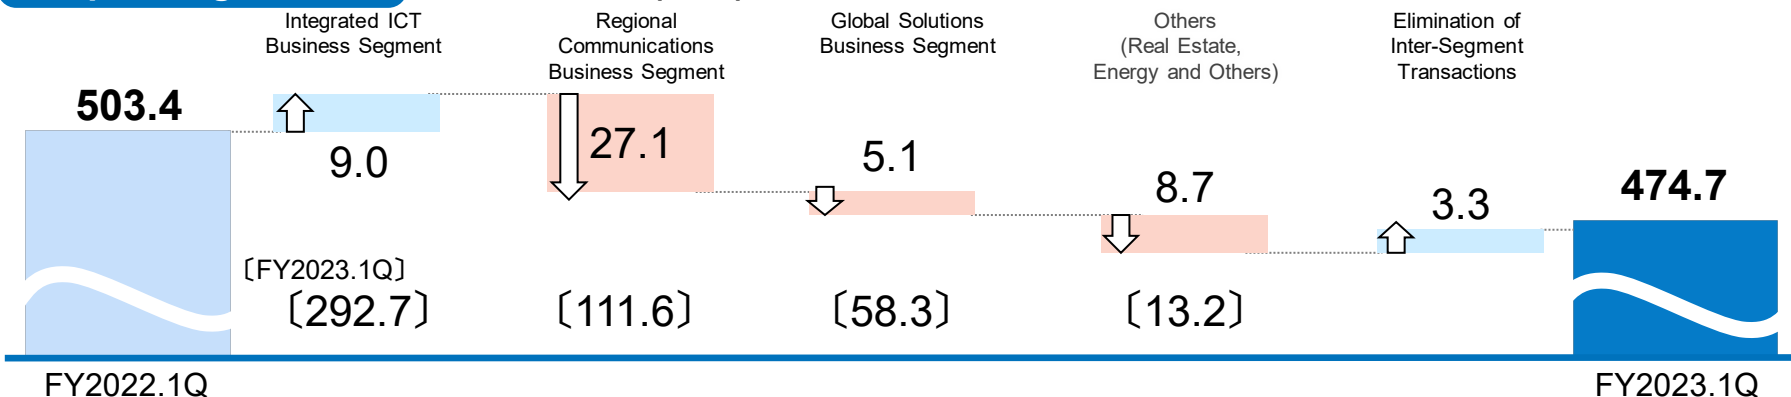 Integrated ICT
Business Segment
Regional
Communications
Business Segment
Global Solutions
Business Segment
Others
(Real Estate,
Energy and Others)
Elimination of
Inter-Segment
Transactions
503.4
9.0
27.1
5.1
8.7
3.3
474.7
〔FY2023.1Q〕
〔292.7〕
〔111.6〕
〔58.3〕
〔13.2〕
FY2022.1Q
FY2023.1Q